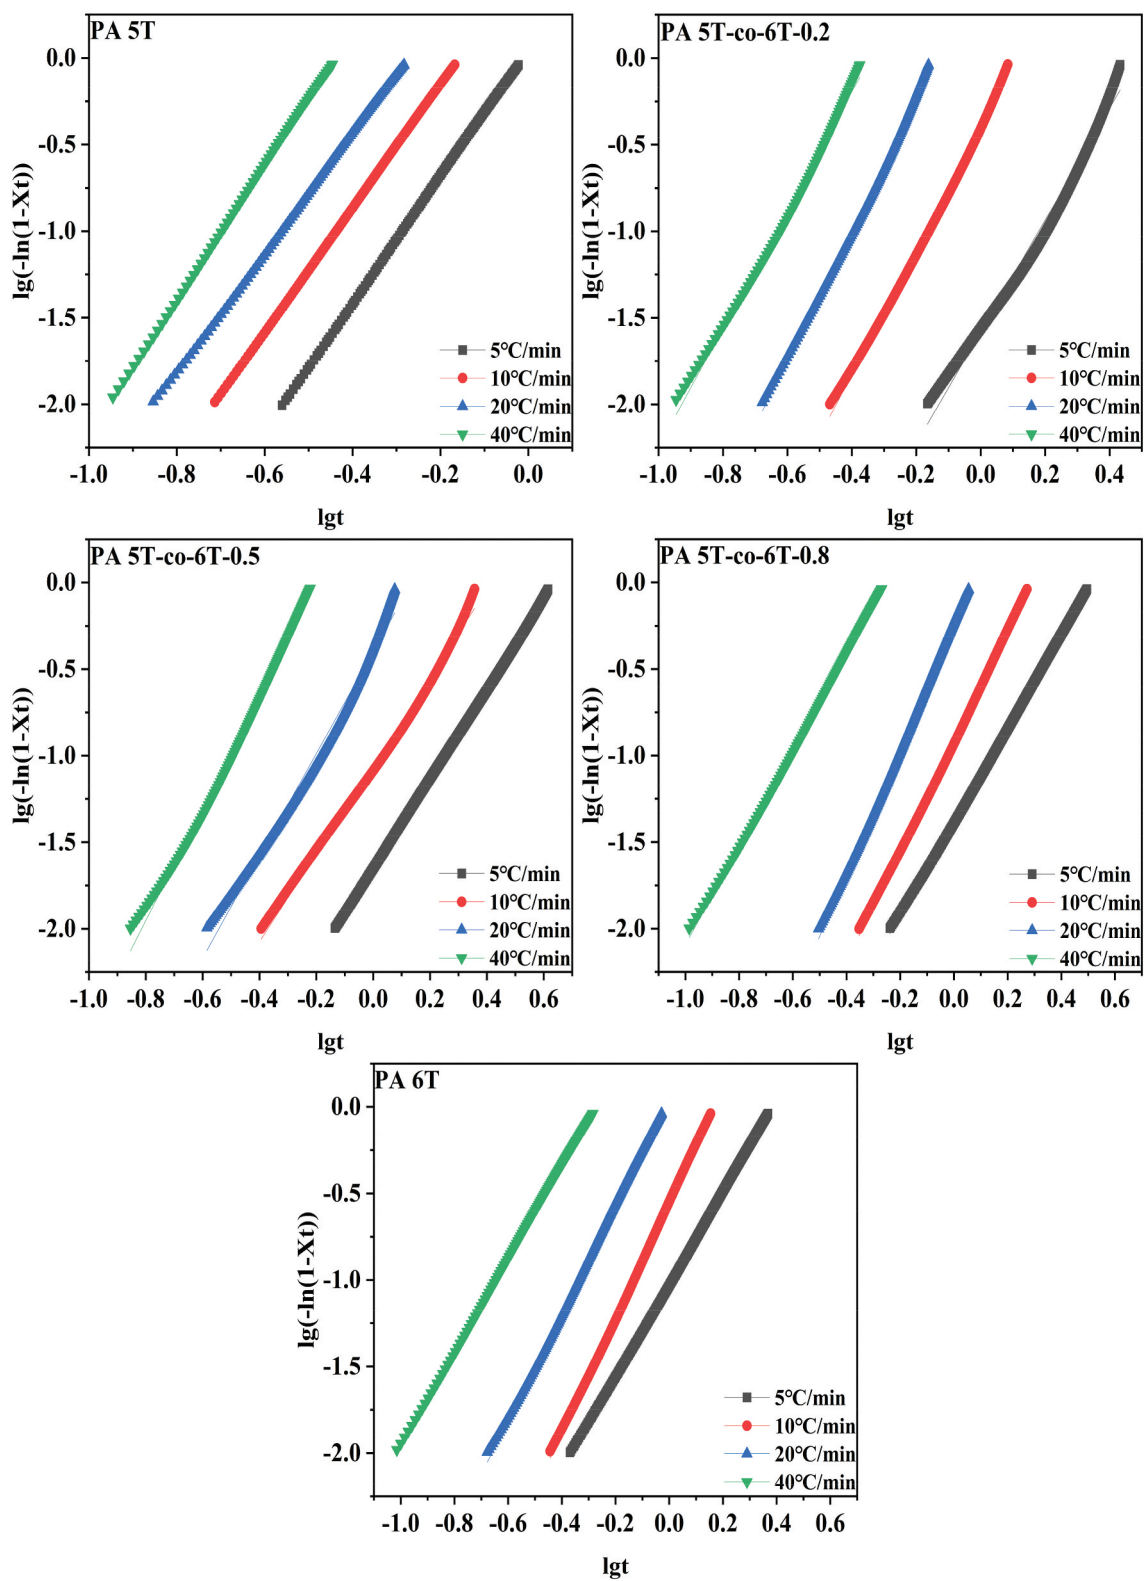 PA 5T
lg(-ln(1-Xt))
0.0
-0.5
-1.0
-1.5
-2.0
5°C/min
10°C/min
20°C/min
40°C/min
-1.0 -0.8 -0.6 -0.4 -0.2 0.0
lgt
PA 5T-co-6T-0.2
lg(-ln(1-Xt))
0.0
-0.5
-1.0
-1.5
-2.0
5°C/min
10°C/min
20°C/min
40°C/min
-1.0 -0.8 -0.6 -0.4 -0.2 0.0 0.2 0.4
lgt
PA 5T-co-6T-0.5
lg(-ln(1-Xt))
0.0
-0.5
-1.0
-1.5
-2.0
5°C/min
10°C/min
20°C/min
40°C/min
-1.0 -0.8 -0.6 -0.4 -0.2 0.0 0.2 0.4 0.6
lgt
PA 5T-co-6T-0.8
lg(-ln(1-Xt))
0.0
-0.5
-1.0
-1.5
-2.0
5°C/min
10°C/min
20°C/min
40°C/min
-1.0 -0.8 -0.6 -0.4 -0.2 0.0 0.2 0.4 0.6
lgt
PA 6T
lg(-ln(1-Xt))
0.0
-0.5
-1.0
-1.5
-2.0
5°C/min
10°C/min
20°C/min
40°C/min
-1.0 -0.8 -0.6 -0.4 -0.2 0.0 0.2 0.4 0.6
lgt